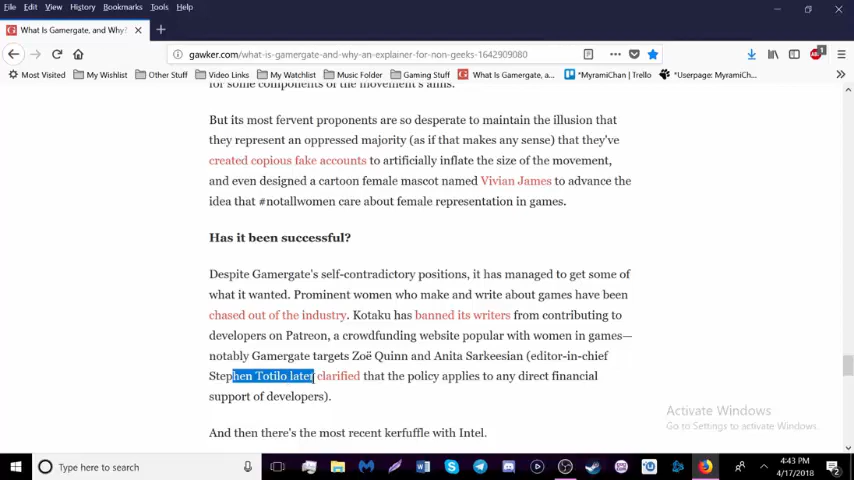 File Edit View History Bookmarks Tools Help
What Is Gamergate, and Why?
gawker.com/what-is-gamergate-and-why-an-explainer-for-non-geeks-1642909080
Most Visited My Wishlist Other Stuff Video Links My Watchlist Music Folder Gaming Stuff What Is Gamergate, a... *MyramiChan | Trello *Userpage: MyramiCh...
for some components of the movement's aims.
But its most fervent proponents are so desperate to maintain the illusion that
they represent an oppressed majority (as if that makes any sense) that they've
created copious fake accounts to artificially inflate the size of the movement,
and even designed a cartoon female mascot named Vivian James to advance the
idea that #notallwomen care about female representation in games.
Has it been successful?
Despite Gamergate's self-contradictory positions, it has managed to get some of
what it wanted. Prominent women who make and write about games have been
chased out of the industry. Kotaku has banned its writers from contributing to
developers on Patreon, a crowdfunding website popular with women in games—
notably Gamergate targets Zoë Quinn and Anita Sarkeesian (editor-in-chief
Stephen Totilo later clarified that the policy applies to any direct financial
support of developers).
And then there's the most recent kerfuffle with Intel.
Activate Windows
Go to Settings to activate Windows.
Type here to search
4:43 PM
4/17/2018
2